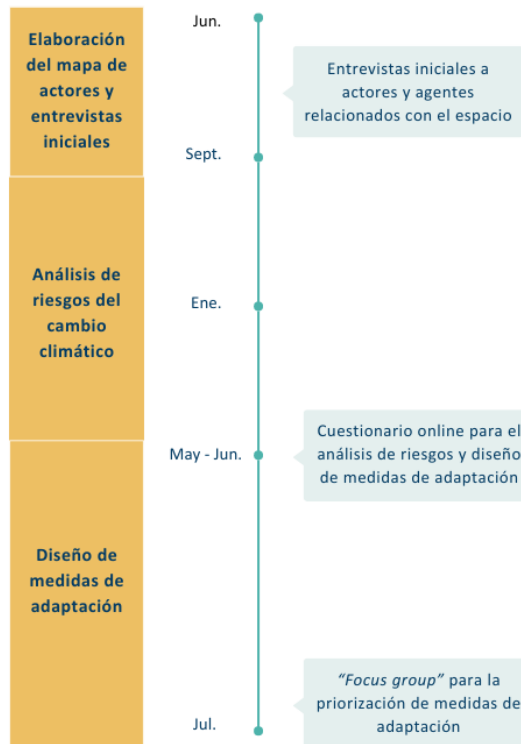 Elaboración
del mapa de
actores y
entrevistas
iniciales
Jun.
Entrevistas iniciales a
actores y agentes
relacionados con el espacio
Sept.
Análisis de
riesgos del
cambio
climático
Ene.
May - Jun.
Cuestionario online para el
análisis de riesgos y diseño
de medidas de adaptación
Diseño de
medidas de
adaptación
“Focus group” para la
priorización de medidas de
adaptación
Jul.